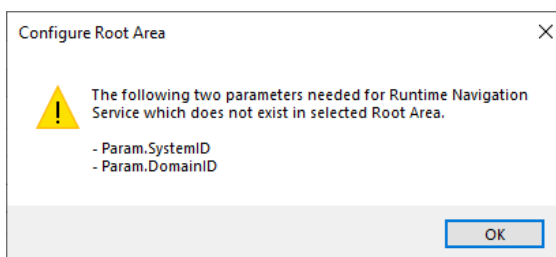 Configure Root Area
The following two parameters needed for Runtime Navigation
Service which does not exist in selected Root Area.
- Param.SystemID
- Param.DomainID
OK